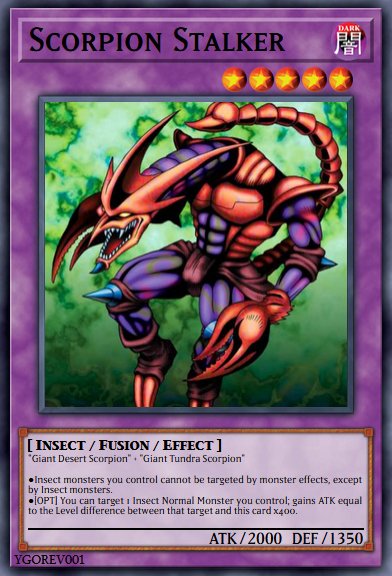 Scorpion Stalker
DARK
闇
[ Insect / Fusion / Effect ]
"Giant Desert Scorpion" + "Giant Tundra Scorpion"
●Insect monsters you control cannot be targeted by monster effects, except
by Insect monsters.
●[OPT] You can target 1 Insect Normal Monster you control; gains ATK equal
to the Level difference between that target and this card x400.
ATK/2000 DEF/1350
YGOREV001